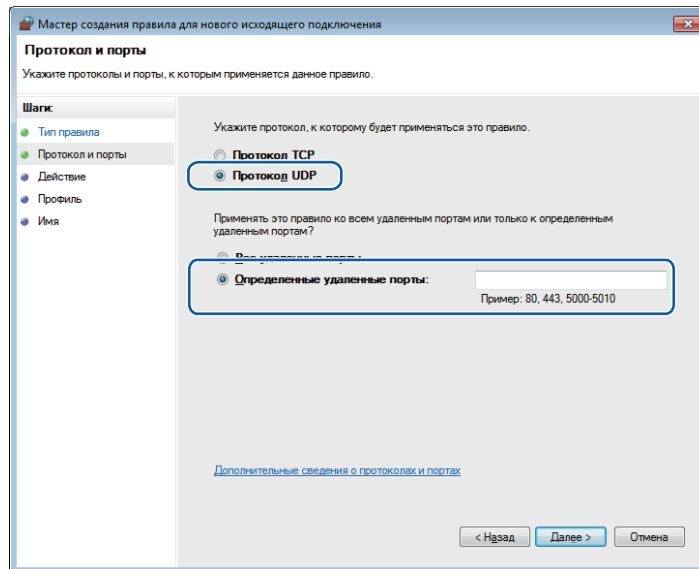 Мастер создания правила для нового исходящего подключения
Протокол и порты
Укажите протоколы и порты, к которым применяется данное правило.
Шаги:
Тип правила
Протокол и порты
Действие
Профиль
Имя
Укажите протокол, к которому будет применяться это правило.
Протокол TCP
Протокол UDP
Применять это правило ко всем удаленным портам или только к определенным
удаленным портам?
Все удаленные порты
Определенные удаленные порты:
Пример: 80, 443, 5000-5010
Дополнительные сведения о протоколах и портах
< Назад
Далее >
Отмена